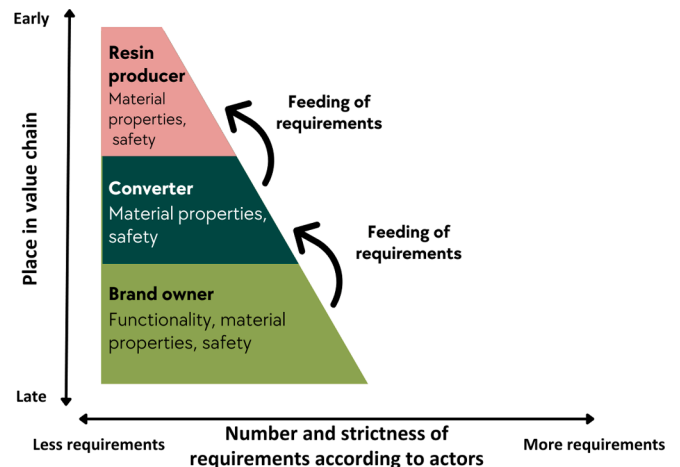 Early
Resin
producer
Material
properties,
safety
Feeding of
requirements
Place in value chain
Converter
Material properties,
safety
Feeding of
requirements
Brand owner
Functionality, material
properties, safety
Late
Less requirements
Number and strictness of
requirements according to actors
More requirements